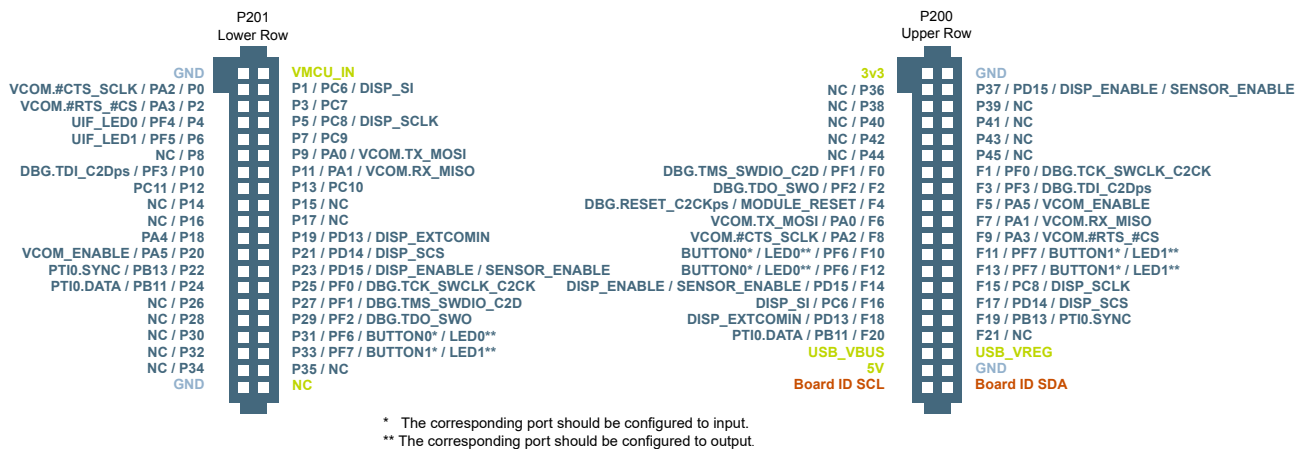 P201
Lower Row
GND
VMCU_IN
VCOM.#CTS_SCLK / PA2 / P0
P1 / PC6 / DISP_SI
VCOM.#RTS_#CS / PA3 / P2
P3 / PC7
UIF_LED0 / PF4 / P4
P5 / PC8 / DISP_SCLK
UIF_LED1 / PF5 / P6
P7 / PC9
NC / P8
P9 / PA0 / VCOM.TX_MOSI
DBG.TDI_C2Dps / PF3 / P10
P11 / PA1 / VCOM.RX_MISO
PC11 / P12
P13 / PC10
NC / P14
P15 / NC
NC / P16
P17 / NC
PA4 / P18
P19 / PD13 / DISP_EXTCOMIN
VCOM_ENABLE / PA5 / P20
P21 / PD14 / DISP_SCS
PTI0.SYNC / PB13 / P22
P23 / PD15 / DISP_ENABLE / SENSOR_ENABLE
PTI0.DATA / PB11 / P24
P25 / PF0 / DBG.TCK_SWCLK_C2CK
NC / P26
P27 / PF1 / DBG.TMS_SWDIO_C2D
NC / P28
P29 / PF2 / DBG.TDO_SWO
NC / P30
P31 / PF6 / BUTTON0* / LED0**
NC / P32
P33 / PF7 / BUTTON1* / LED1**
NC / P34
P35 / NC
GND
NC
P200
Upper Row
3v3
GND
NC / P36
P37 / PD15 / DISP_ENABLE / SENSOR_ENABLE
NC / P38
P39 / NC
NC / P40
P41 / NC
NC / P42
P43 / NC
NC / P44
P45 / NC
DBG.TMS_SWDIO_C2D / PF1 / F0
F1 / PF0 / DBG.TCK_SWCLK_C2CK
DBG.TDO_SWO / PF2 / F2
F3 / PF3 / DBG.TDI_C2Dps
DBG.RESET_C2CKps / MODULE_RESET / F4
F5 / PA5 / VCOM_ENABLE
VCOM.TX_MOSI / PA0 / F6
F7 / PA1 / VCOM.RX_MISO
VCOM.#CTS_SCLK / PA2 / F8
F9 / PA3 / VCOM.#RTS_#CS
BUTTON0* / LED0** / PF6 / F10
F11 / PF7 / BUTTON1* / LED1**
BUTTON0* / LED0** / PF6 / F12
F13 / PF7 / BUTTON1* / LED1**
DISP_ENABLE / SENSOR_ENABLE / PD15 / F14
F15 / PC8 / DISP_SCLK
DISP_SI / PC6 / F16
F17 / PD14 / DISP_SCS
DISP_EXTCOMIN / PD13 / F18
F19 / PB13 / PTI0.SYNC
PTI0.DATA / PB11 / F20
F21 / NC
USB_VBUS
USB_VREG
5V
GND
Board ID SCL
Board ID SDA
* The corresponding port should be configured to input.
** The corresponding port should be configured to output.